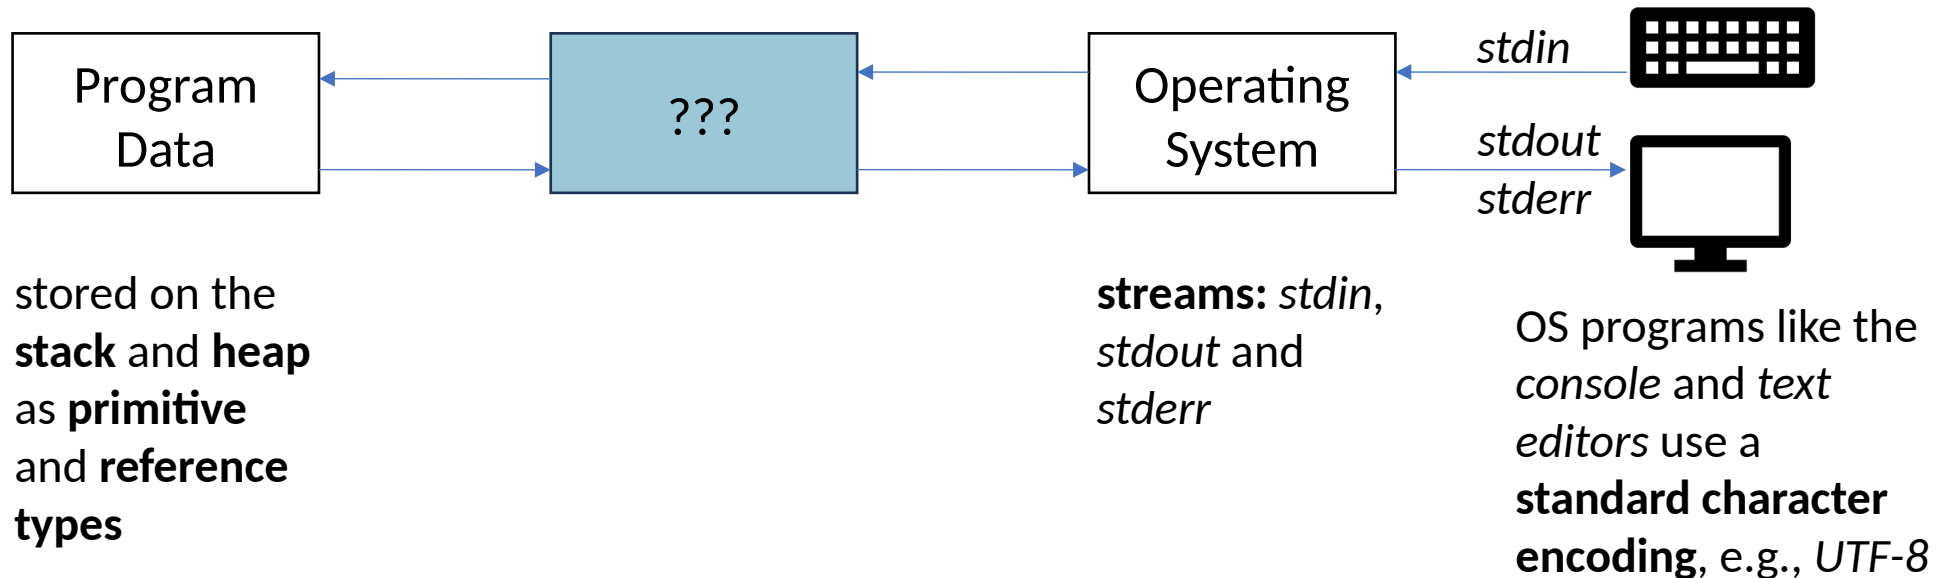 Program
Data
???
Operating
System
stdin
stdout
stderr
stored on the
stack and heap
as primitive
and reference
types
streams: stdin,
stdout and
stderr
OS programs like the
console and text
editors use a
standard character
encoding, e.g., UTF-8